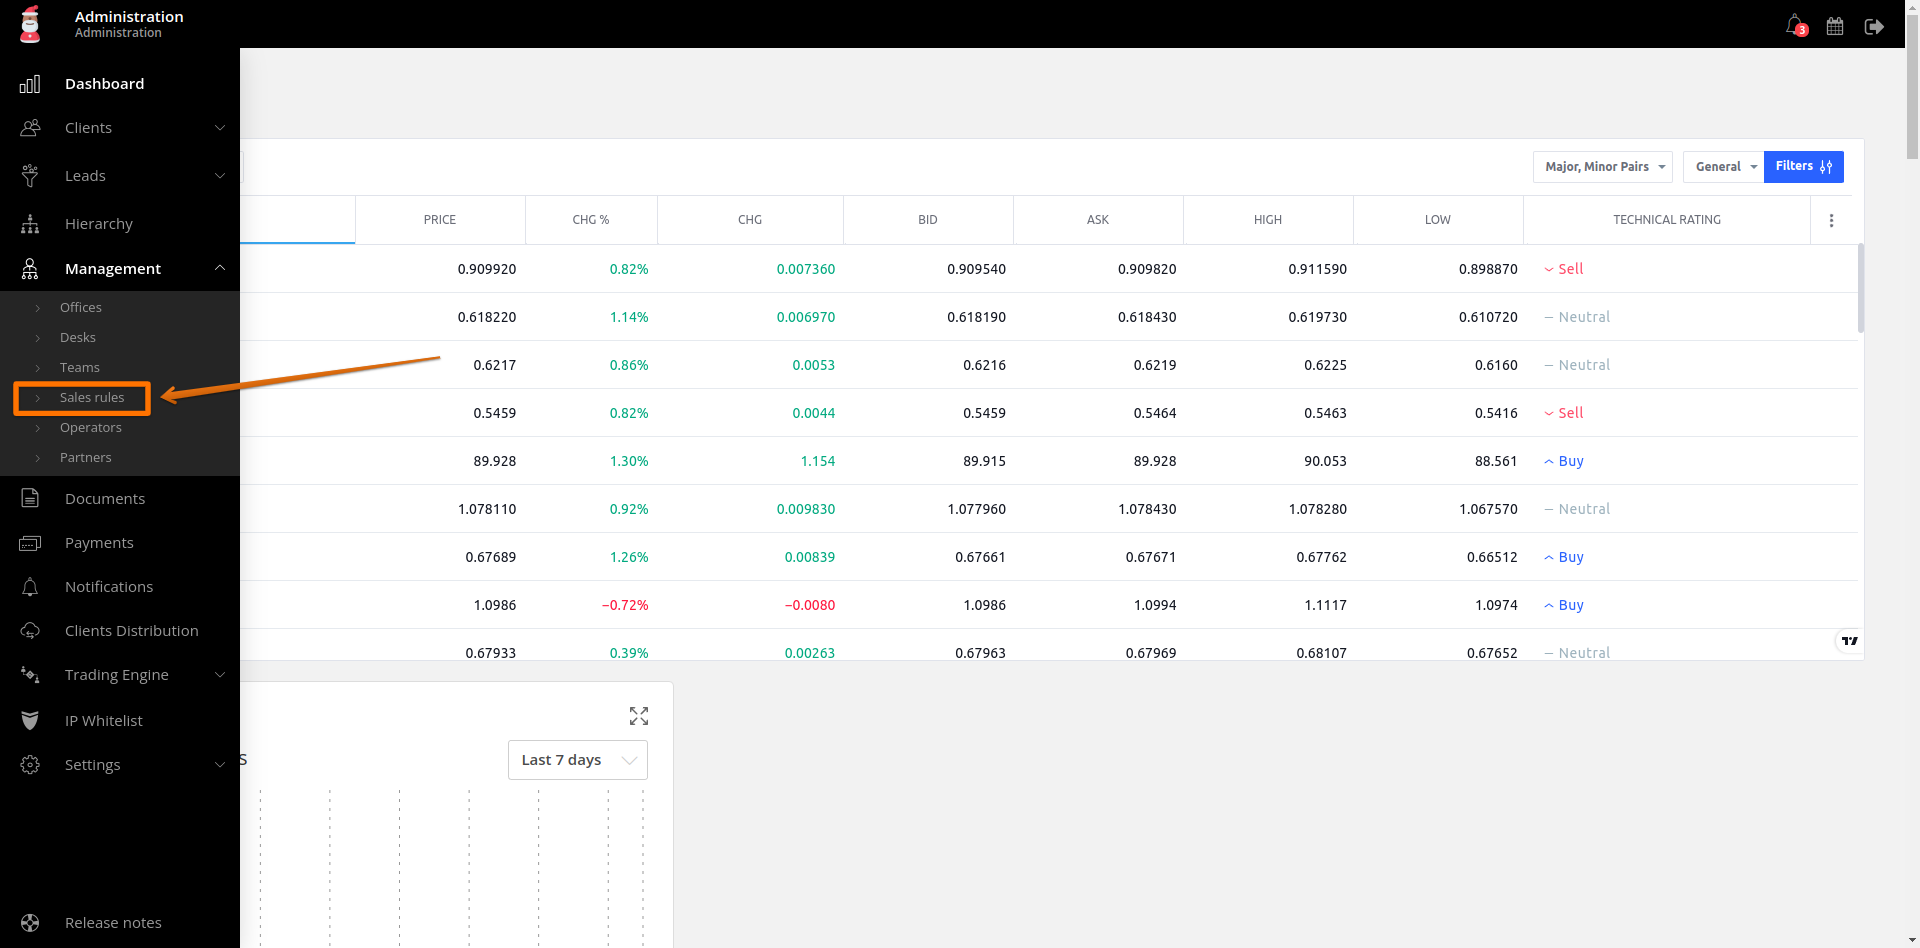 Administration
Administration
3
Dashboard
Clients
Leads
Hierarchy
Management
Offices
Desks
Teams
Sales rules
Operators
Partners
Documents
Payments
Notifications
Clients Distribution
Trading Engine
IP Whitelist
Settings
Release notes
Major, Minor Pairs
General
Filters
PRICE CHG % CHG BID ASK HIGH LOW TECHNICAL RATING
0.909920 0.82% 0.007360 0.909540 0.909820 0.911590 0.898870 Sell
0.618220 1.14% 0.006970 0.618190 0.618430 0.619730 0.610720 — Neutral
0.6217 0.86% 0.0053 0.6216 0.6219 0.6225 0.6160 — Neutral
0.5459 0.82% 0.0044 0.5459 0.5464 0.5463 0.5416 Sell
89.928 1.30% 1.154 89.915 89.928 90.053 88.561 Buy
1.078110 0.92% 0.009830 1.077960 1.078430 1.078280 1.067570 — Neutral
0.67689 1.26% 0.00839 0.67661 0.67671 0.67762 0.66512 Buy
1.0986 −0.72% −0.0080 1.0986 1.0994 1.1117 1.0974 Buy
0.67933 0.39% 0.00263 0.67963 0.67969 0.68107 0.67652 — Neutral
s
Last 7 days